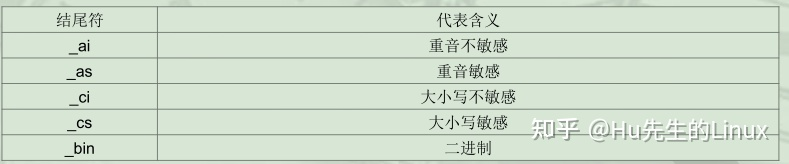 结尾符 代表含义
_ai 重音不敏感
_as 重音敏感
_ci 大小写不敏感
_cs 大小写敏感
_bin 二进制
知乎 @Hu先生的Linux